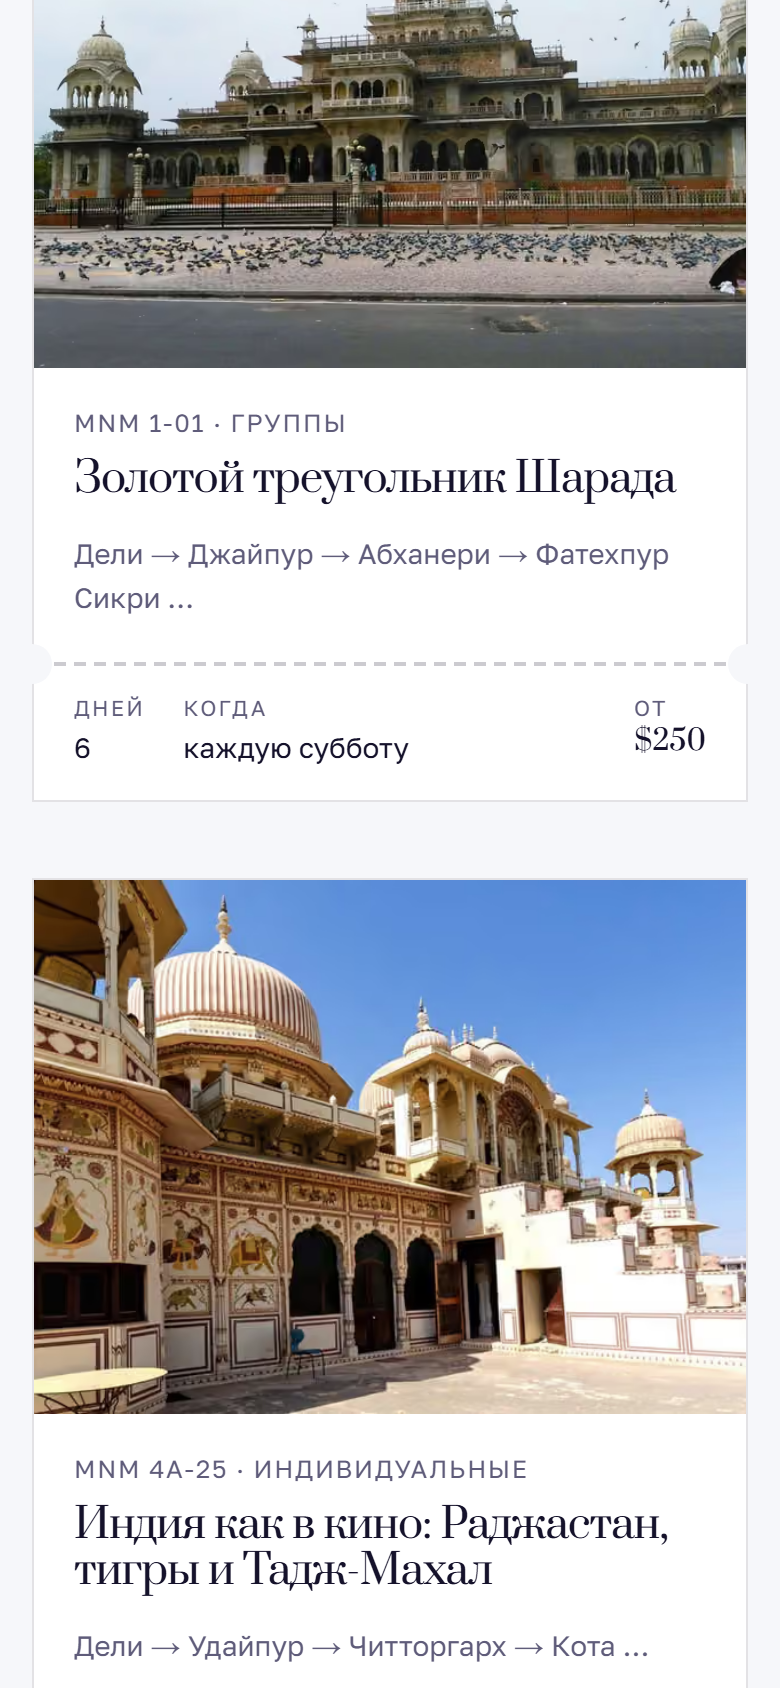 MNM 1-01 · ГРУППЫ
Золотой треугольник Шарада
Дели → Джайпур → Абханери → Фатехпур
Сикри ...
ДНЕЙ КОГДА ОТ
6 каждую субботу $250
MNM 4A-25 · ИНДИВИДУАЛЬНЫЕ
Индия как в кино: Раджастан,
тигры и Тадж-Махал
Дели → Удайпур → Читторгарх → Кота ...